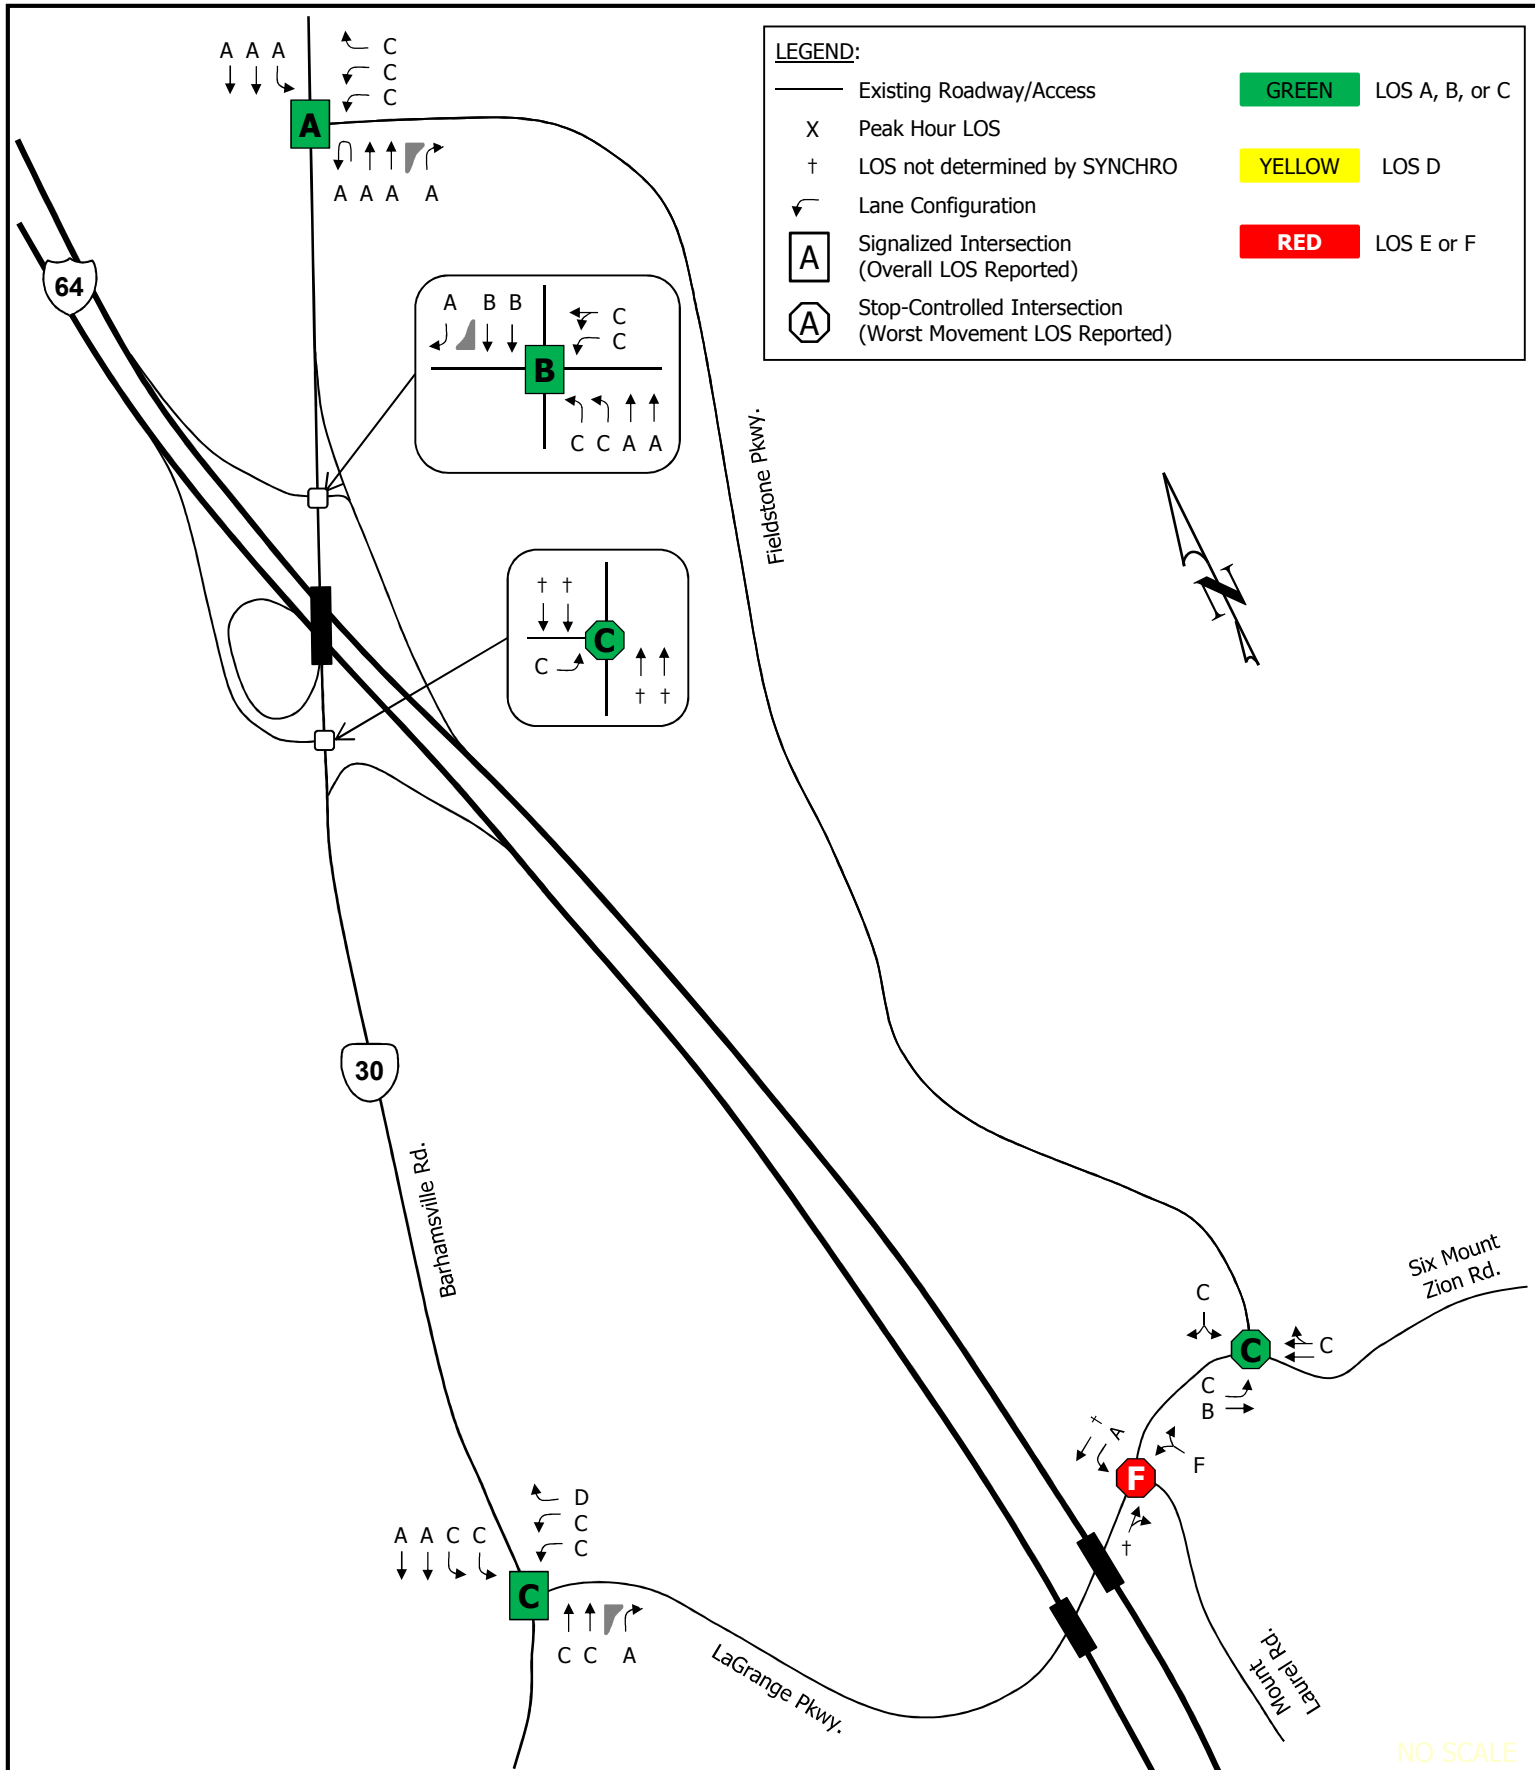 A A A
C
C
C
A
A A A A
LEGEND:
Existing Roadway/Access
GREEN LOS A, B, or C
X Peak Hour LOS
† LOS not determined by SYNCHRO
YELLOW LOS D
Lane Configuration
A Signalized Intersection
(Overall LOS Reported)
RED LOS E or F
A Stop-Controlled Intersection
(Worst Movement LOS Reported)
64
A B B
C
C
B
C C A A
Fieldstone Pkwy.
N
† †
C
C
† †
30
Barhamsville Rd.
Six Mount
Zion Rd.
C
C
C
C
B
† A
F
F
†
D
C
C
A A C C
C
C C A
LaGrange Pkwy.
Mount
Laurel Rd.
NO SCALE